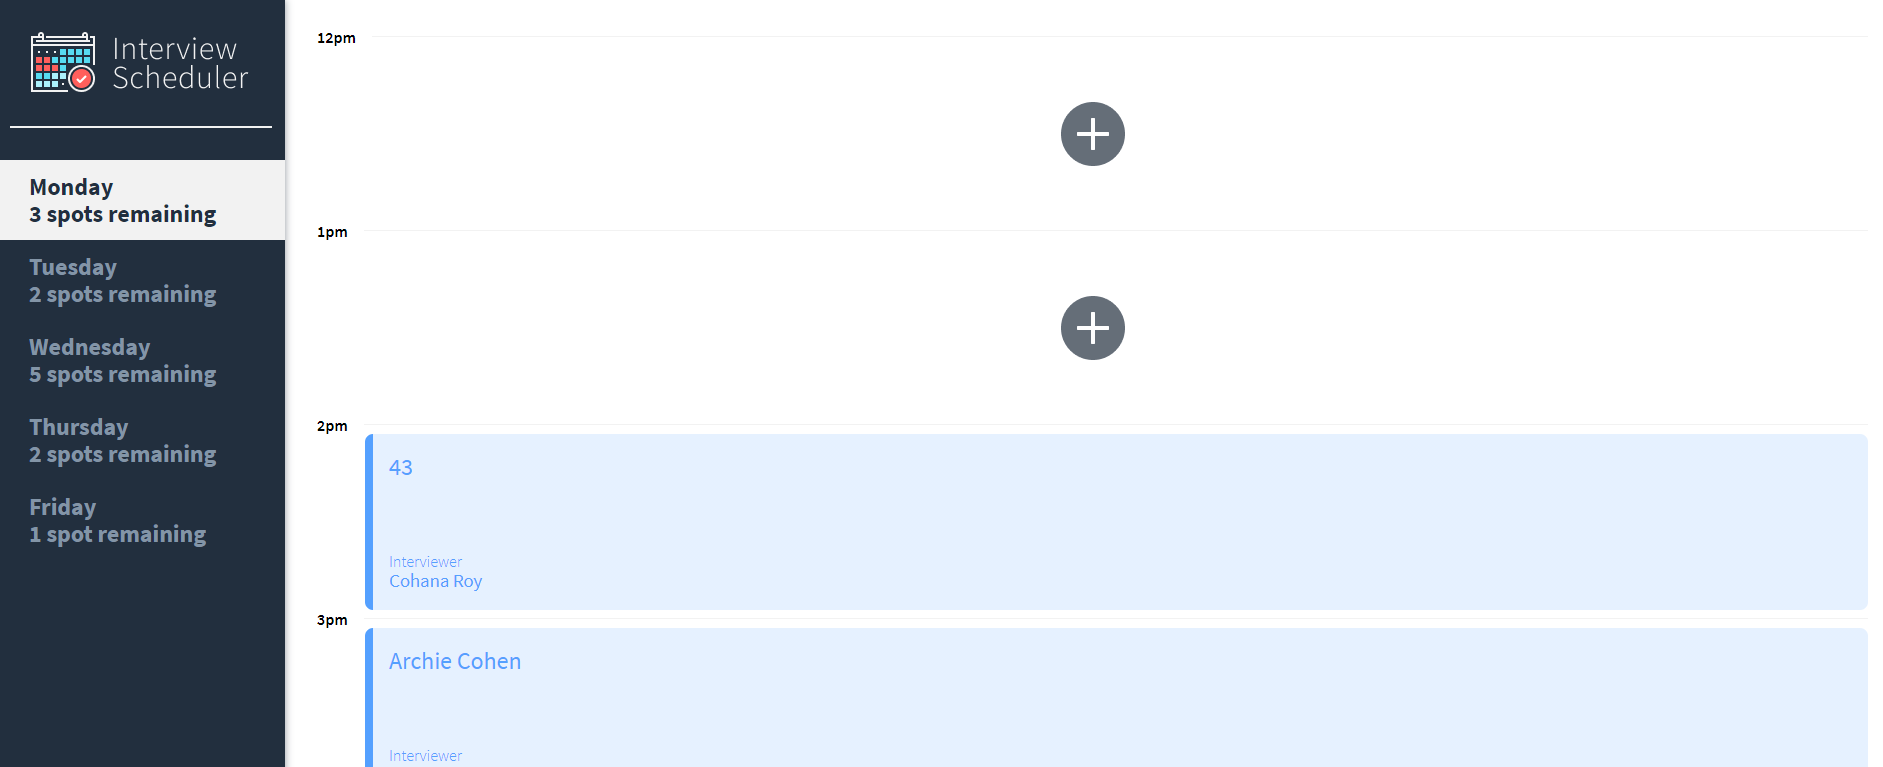 Interview
Scheduler
Monday
3 spots remaining
Tuesday
2 spots remaining
Wednesday
5 spots remaining
Thursday
2 spots remaining
Friday
1 spot remaining
12pm
1pm
2pm
43
Interviewer
Cohana Roy
3pm
Archie Cohen
Interviewer